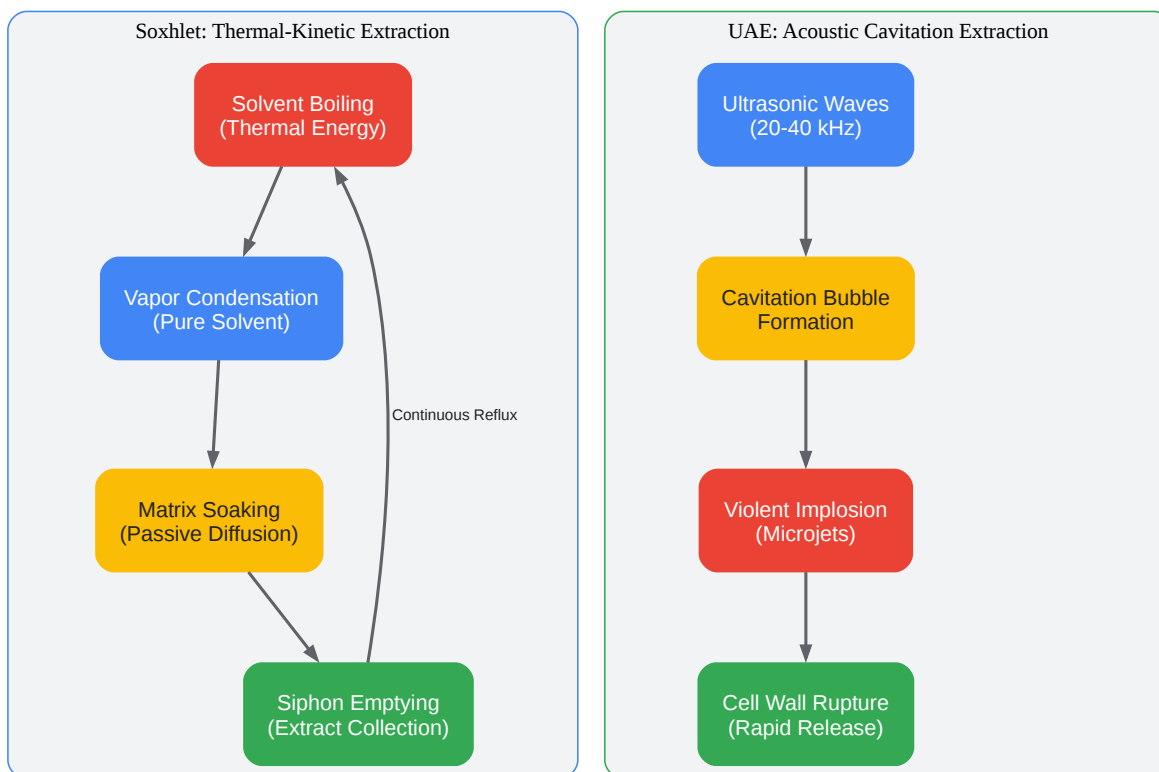 Soxhlet: Thermal-Kinetic Extraction
Solvent Boiling
(Thermal Energy)
Vapor Condensation
(Pure Solvent)
Continuous Reflux
Matrix Soaking
(Passive Diffusion)
Siphon Emptying
(Extract Collection)
UAE: Acoustic Cavitation Extraction
Ultrasonic Waves
(20-40 kHz)
Cavitation Bubble
Formation
Violent Implosion
(Microjets)
Cell Wall Rupture
(Rapid Release)